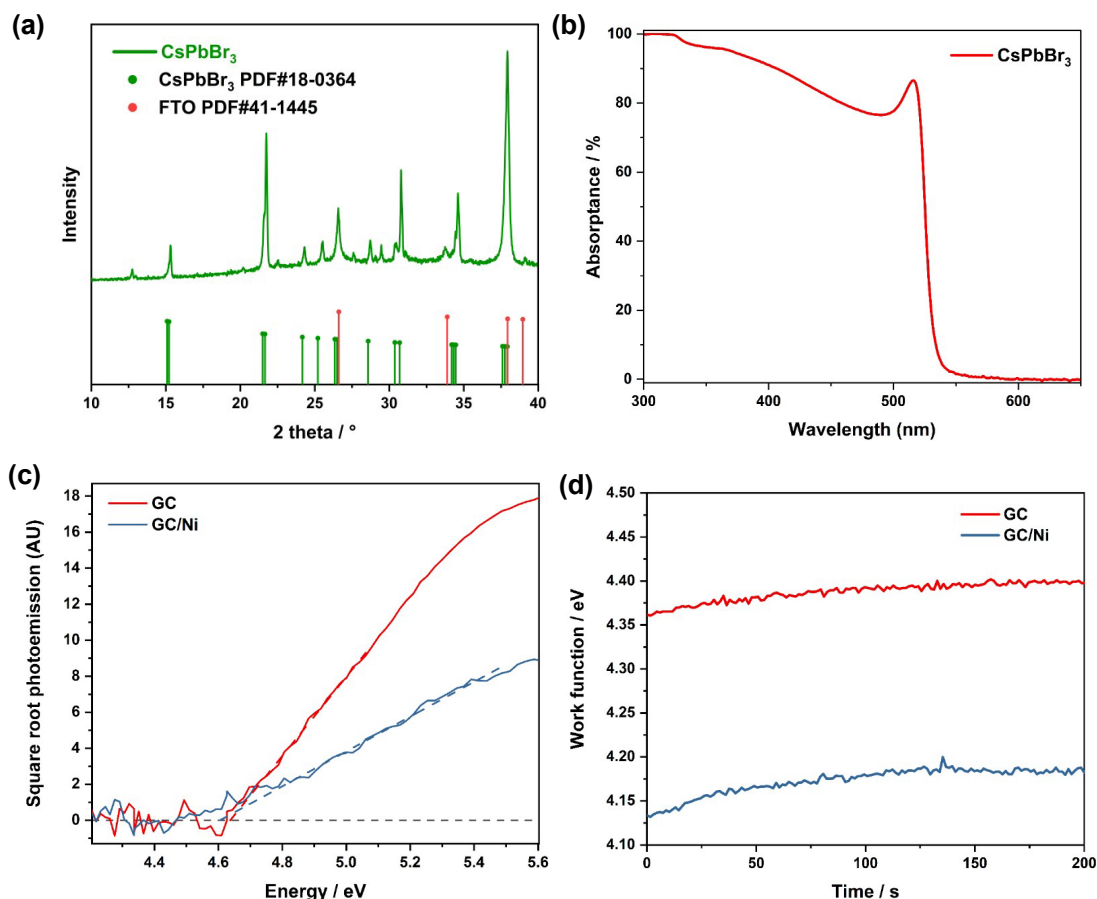 (a)
CsPbBr₃
CsPbBr₃ PDF#18-0364
FTO PDF#41-1445
Intensity
10 15 20 25 30 35 40
2 theta / °
(b)
CsPbBr₃
100
80
60
40
20
0
Absorptance / %
300 400 500 600
Wavelength (nm)
(c)
GC
GC/Ni
18
16
14
12
10
8
6
4
2
0
Square root photoemission (AU)
4.4 4.6 4.8 5.0 5.2 5.4 5.6
Energy / eV
(d)
GC
GC/Ni
4.50
4.45
4.40
4.35
4.30
4.25
4.20
4.15
4.10
Work function / eV
0 50 100 150 200
Time / s